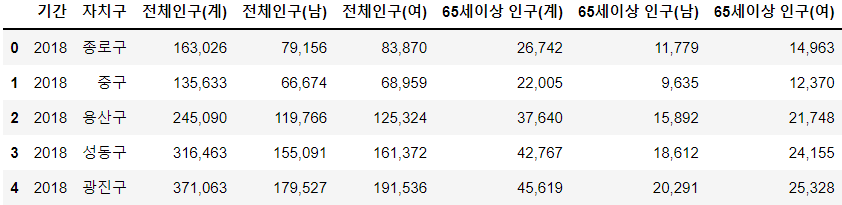 기간 자치구 전체인구(계) 전체인구(남) 전체인구(여) 65세이상 인구(계) 65세이상 인구(남) 65세이상 인구(여)
0 2018 종로구 163,026 79,156 83,870 26,742 11,779 14,963
1 2018 중구 135,633 66,674 68,959 22,005 9,635 12,370
2 2018 용산구 245,090 119,766 125,324 37,640 15,892 21,748
3 2018 성동구 316,463 155,091 161,372 42,767 18,612 24,155
4 2018 광진구 371,063 179,527 191,536 45,619 20,291 25,328